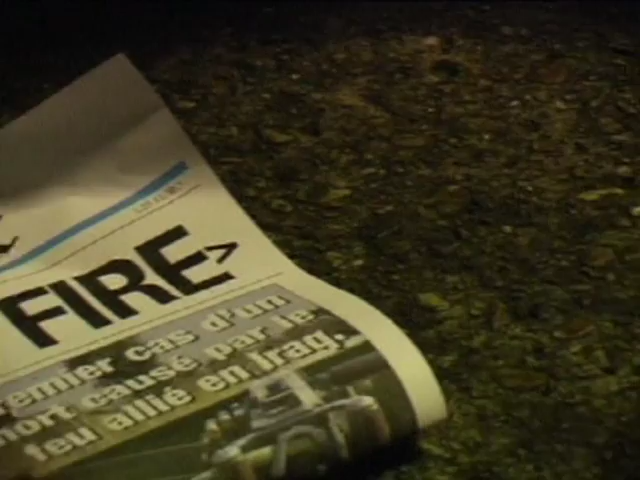 FIRE>
remier cas d'un
mort causé par le
feu allié en Irag.